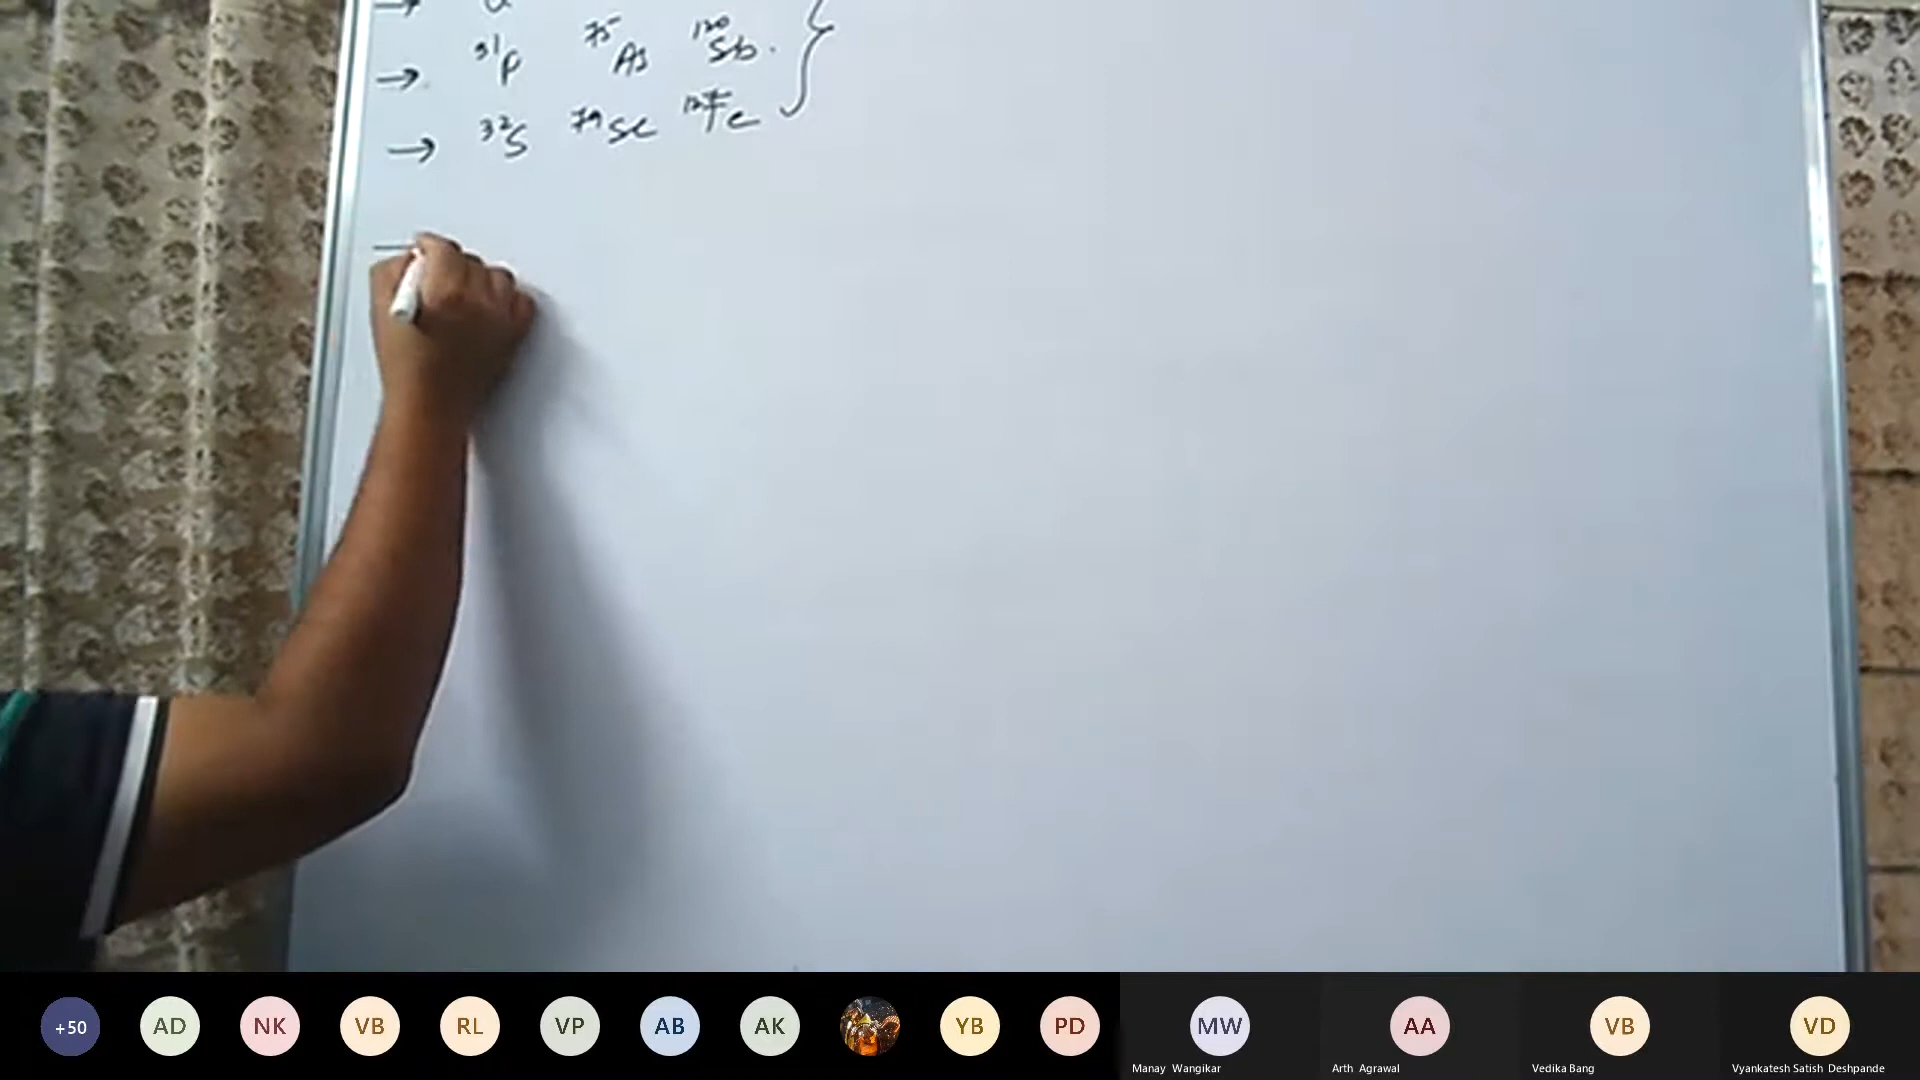 →
→ ³¹P ⁷⁵As ¹²⁰Sb. }
→ ³²S ⁷⁹Se ¹²⁷Te
+50 AD NK VB RL VP AB AK YB PD MW AA VB VD
Manay Wangikar Arth Agrawal Vedika Bang Vyankatesh Satish Deshpande